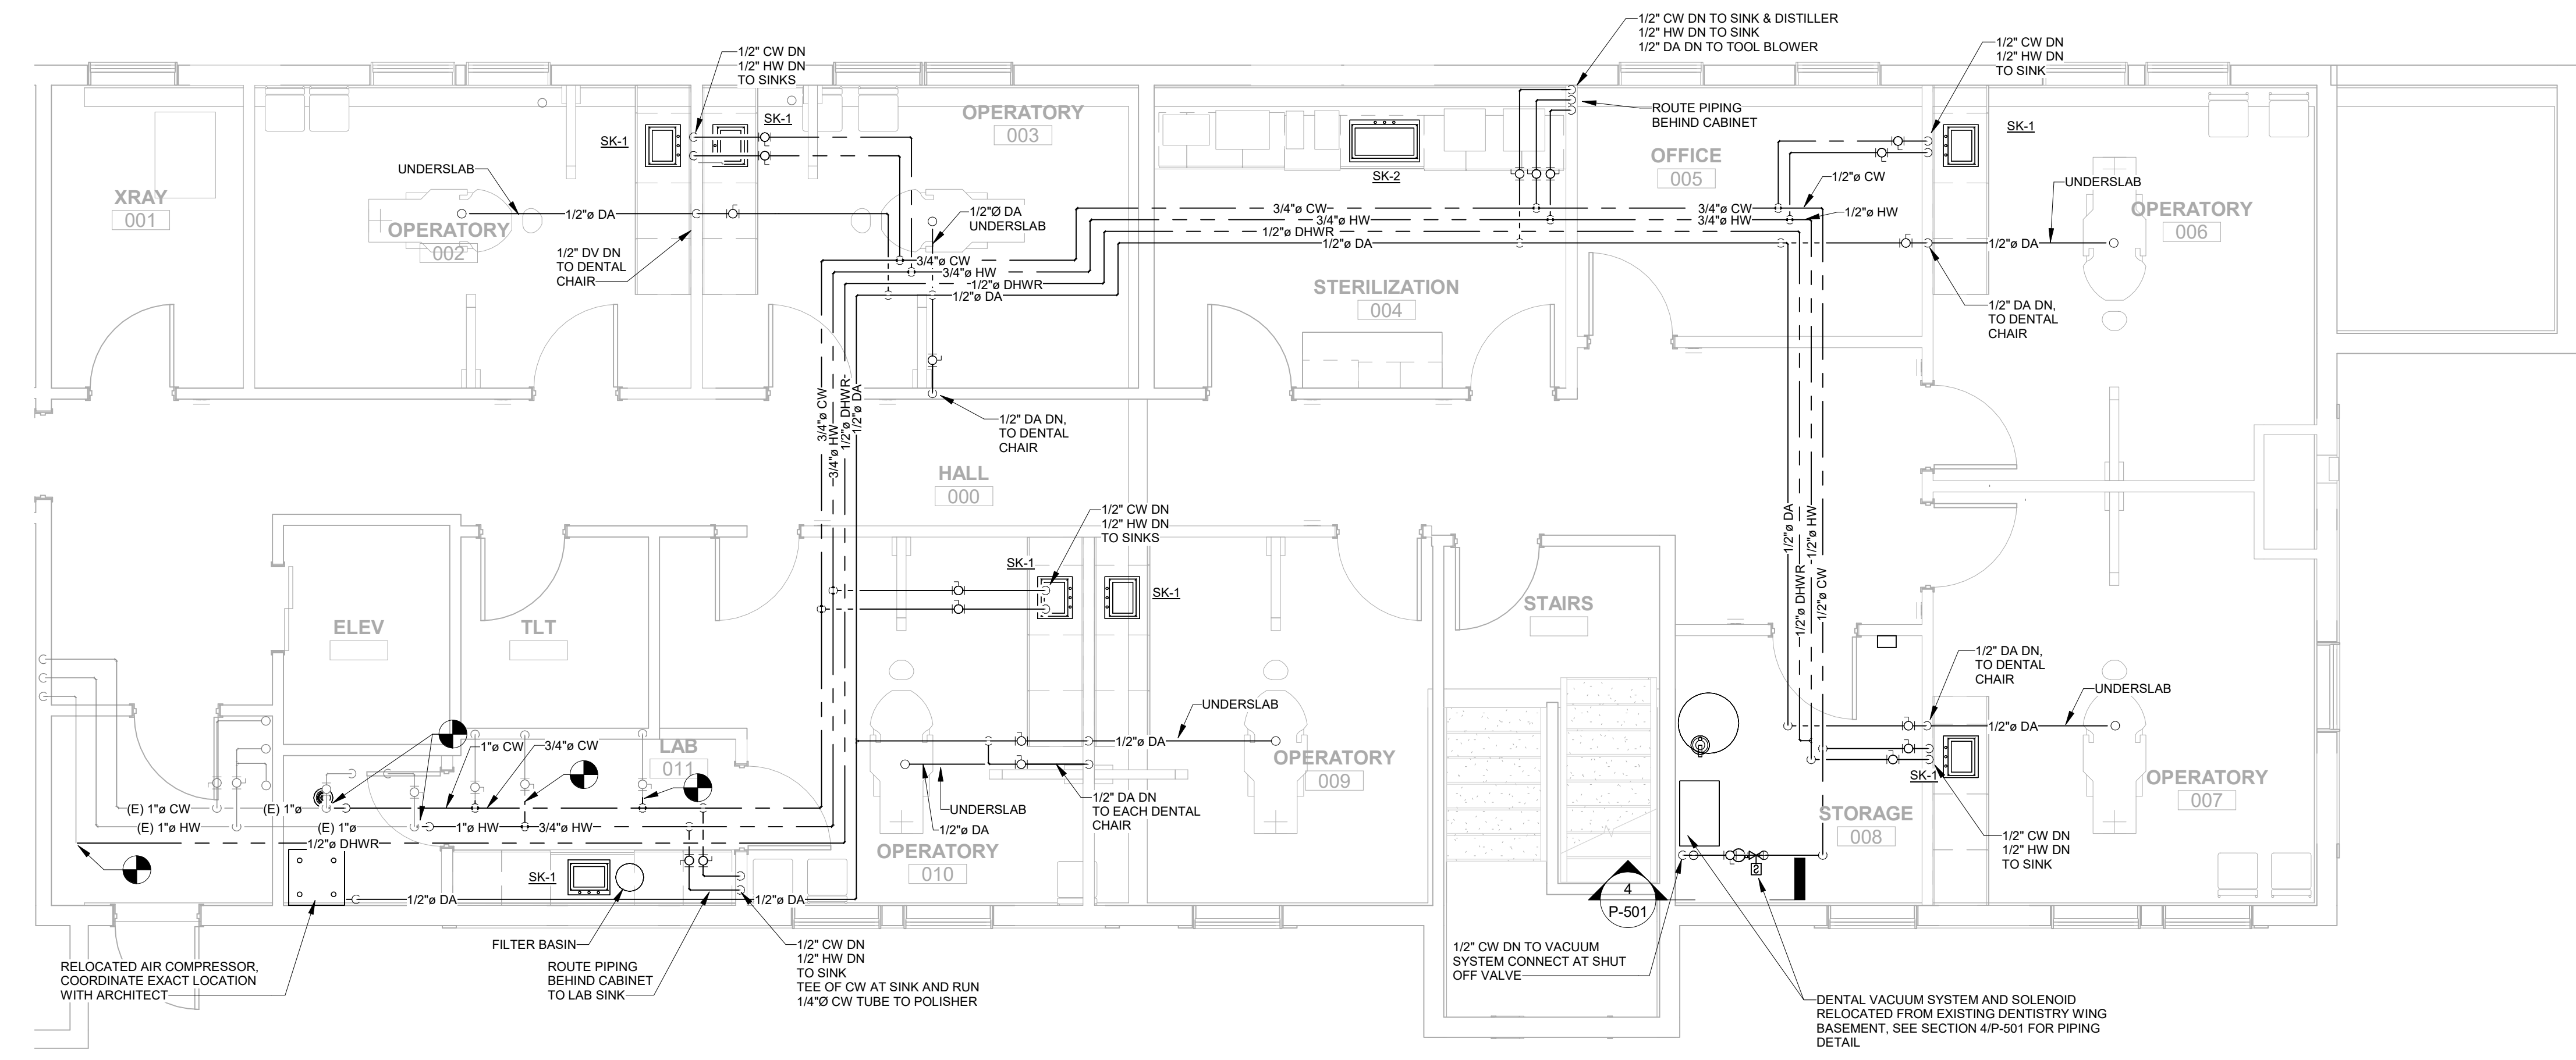 1/2" CW DN TO SINK & DISTILLER
1/2" HW DN TO SINK
1/2" DA DN TO TOOL BLOWER
1/2" CW DN
1/2" HW DN
TO SINKS
1/2" CW DN
1/2" HW DN
TO SINK
ROUTE PIPING
BEHIND CABINET
OPERATORY
003
SK-1
SK-1
SK-1
SK-2
OFFICE
005
UNDERSLAB
1/2"ø CW
UNDERSLAB
XRAY
001
1/2"ø DA
OPERATORY
002
1/2"Ø DA
UNDERSLAB
3/4"ø CW
3/4"ø HW
3/4"ø CW
3/4"ø HW
1/2"ø HW
OPERATORY
006
1/2"ø DHWR
1/2"ø DA
1/2"ø DA
1/2" DV DN
TO DENTAL
CHAIR
3/4"ø CW
3/4"ø HW
1/2"ø DHWR
1/2"ø DA
STERILIZATION
004
1/2" DA DN,
TO DENTAL
CHAIR
3/4"ø CW
3/4"ø HW
1/2"ø DHWR
1/2"ø DA
1/2" DA DN,
TO DENTAL
CHAIR
HALL
000
1/2" CW DN
1/2" HW DN
TO SINKS
1/2"ø DA
1/2"ø DHWR
1/2"ø HW
1/2"ø CW
SK-1
SK-1
ELEV
TLT
STAIRS
1/2" DA DN,
TO DENTAL
CHAIR
UNDERSLAB
UNDERSLAB
1/2"ø DA
1/2"ø DA
1"ø CW
3/4"ø CW
LAB
011
OPERATORY
009
SK-1
OPERATORY
007
(E) 1"ø CW
(E) 1"ø
(E) 1"ø HW
(E) 1"ø
1"ø HW
3/4"ø HW
1/2"ø DHWR
UNDERSLAB
1/2"ø DA
1/2" DA DN
TO EACH DENTAL
CHAIR
STORAGE
008
1/2" CW DN
1/2" HW DN
TO SINK
OPERATORY
010
SK-1
1/2"ø DA
1/2"ø DA
S
4
P-501
FILTER BASIN
1/2" CW DN
1/2" HW DN
TO SINK
TEE OF CW AT SINK AND RUN
1/4"Ø CW TUBE TO POLISHER
ROUTE PIPING
BEHIND CABINET
TO LAB SINK
RELOCATED AIR COMPRESSOR,
COORDINATE EXACT LOCATION
WITH ARCHITECT
1/2" CW DN TO VACUUM
SYSTEM CONNECT AT SHUT
OFF VALVE
DENTAL VACUUM SYSTEM AND SOLENOID
RELOCATED FROM EXISTING DENTISTRY WING
BASEMENT, SEE SECTION 4/P-501 FOR PIPING
DETAIL